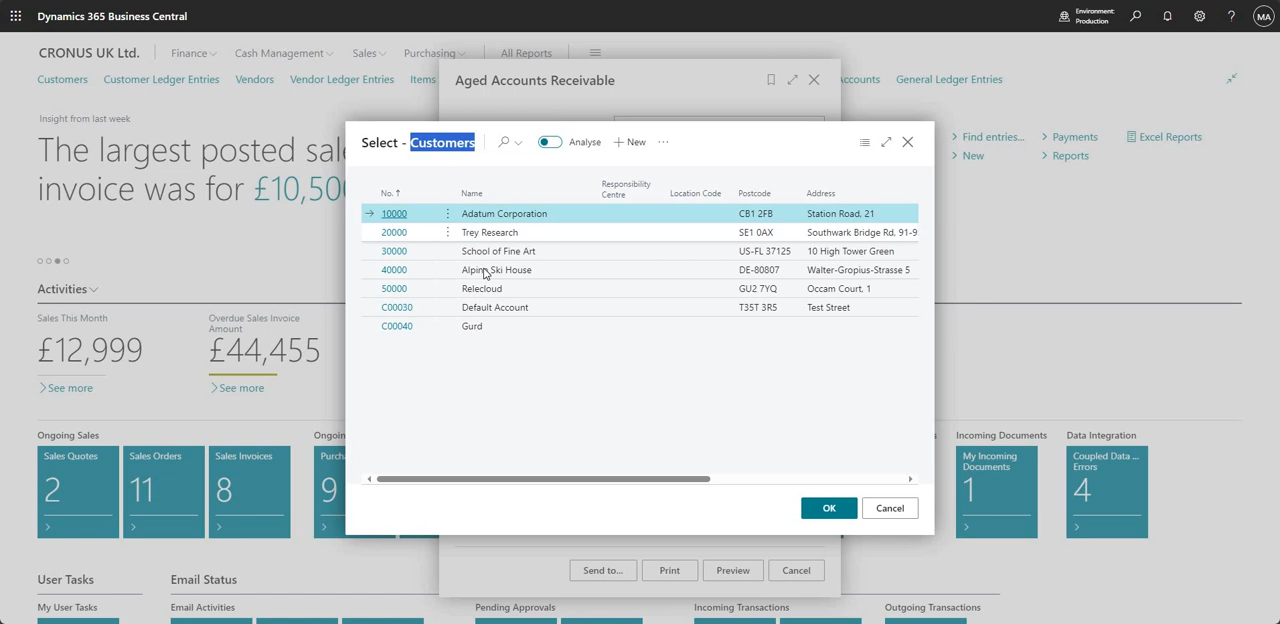 Dynamics 365 Business Central
Environment:
Production
?
MA
CRONUS UK Ltd.
Finance
Cash Management
Sales
Purchasing
All Reports
Customers
Customer Ledger Entries
Vendors
Vendor Ledger Entries
Items
Accounts
General Ledger Entries
Aged Accounts Receivable
Insight from last week
The largest posted
invoice was for £10,50
> Find entries...
> Payments
Excel Reports
> New
> Reports
Select - Customers
Analyse
+ New
...
No. ↑
Name
Responsibility
Centre
Location Code
Postcode
Address
10000 Adatum Corporation CB1 2FB Station Road, 21
20000 Trey Research SE1 0AX Southwark Bridge Rd, 91-9
30000 School of Fine Art US-FL 37125 10 High Tower Green
40000 Alpine Ski House DE-80807 Walter-Gropius-Strasse 5
50000 Relecloud GU2 7YQ Occam Court, 1
C00030 Default Account T35T 3R5 Test Street
C00040 Gurd
OK
Cancel
Activities
Sales This Month
£12,999
> See more
Overdue Sales Invoice
Amount
£44,455
> See more
Ongoing Sales
Sales Quotes
2
Sales Orders
11
Sales Invoices
8
Ongoin
Purch
9
Incoming Documents
My Incoming
Documents
1
Data Integration
Coupled Data ...
Errors
4
Send to...
Print
Preview
Cancel
User Tasks
My User Tasks
Email Status
Email Activities
Pending Approvals
Incoming Transactions
Outgoing Transactions